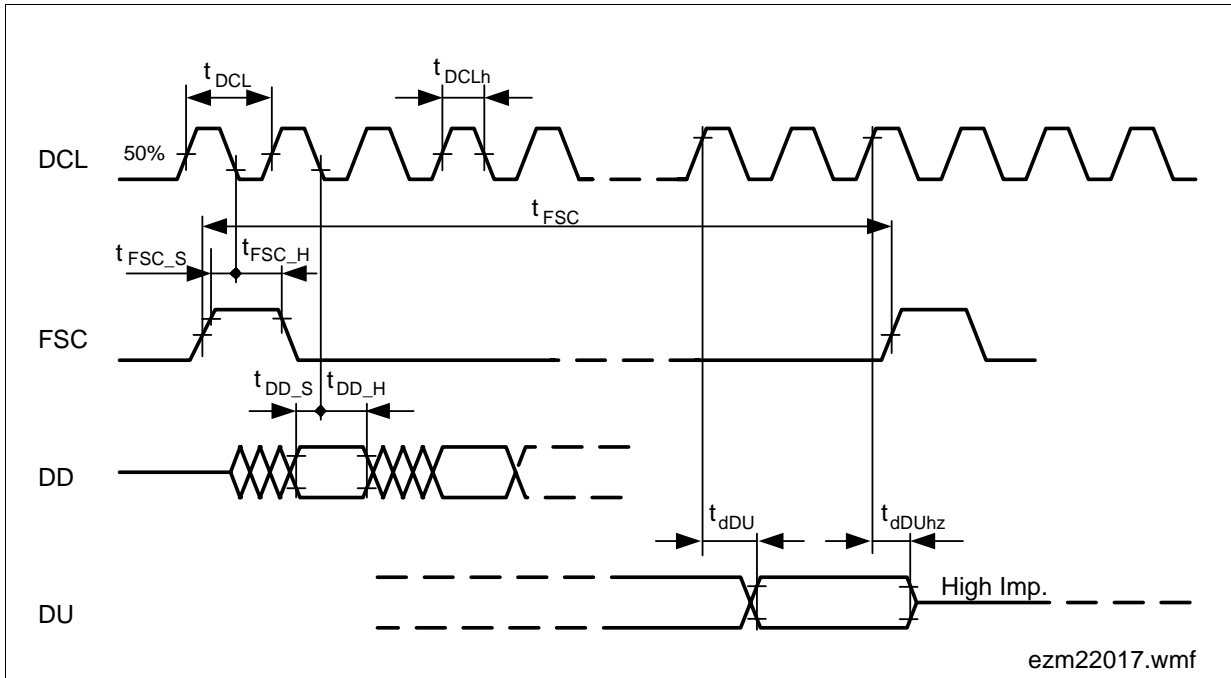 t DCL
t DCLh
DCL
50%
t FSC
t FSC_S
t FSC_H
FSC
t DD_S
t DD_H
DD
t dDU
t dDUhz
High Imp.
DU
ezm22017.wmf